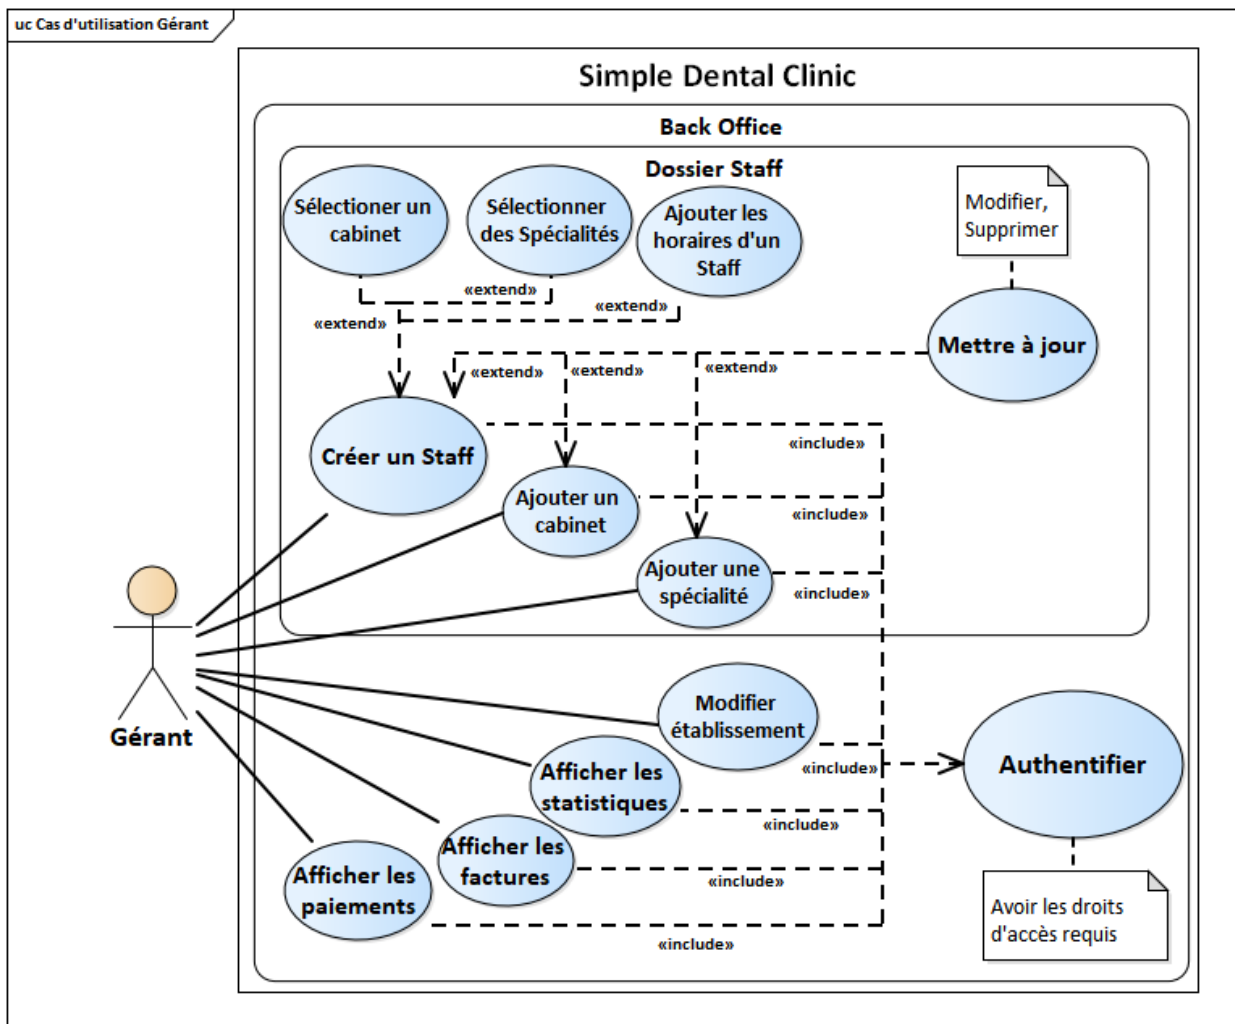 uc Cas d'utilisation Gérant
Simple Dental Clinic
Back Office
Dossier Staff
Sélectioner un
cabinet
Sélectionner
des Spécialités
Ajouter les
horaires d'un
Staff
Modifier,
Supprimer
«extend»
«extend»
«extend»
Mettre à jour
«extend»
«extend»
«extend»
Créer un Staff
«include»
Ajouter un
cabinet
«include»
Ajouter une
spécialité
«include»
Gérant
Modifier
établissement
«include»
Authentifier
Afficher les
statistiques
«include»
Afficher les
factures
«include»
Afficher les
paiements
«include»
Avoir les droits
d'accès requis